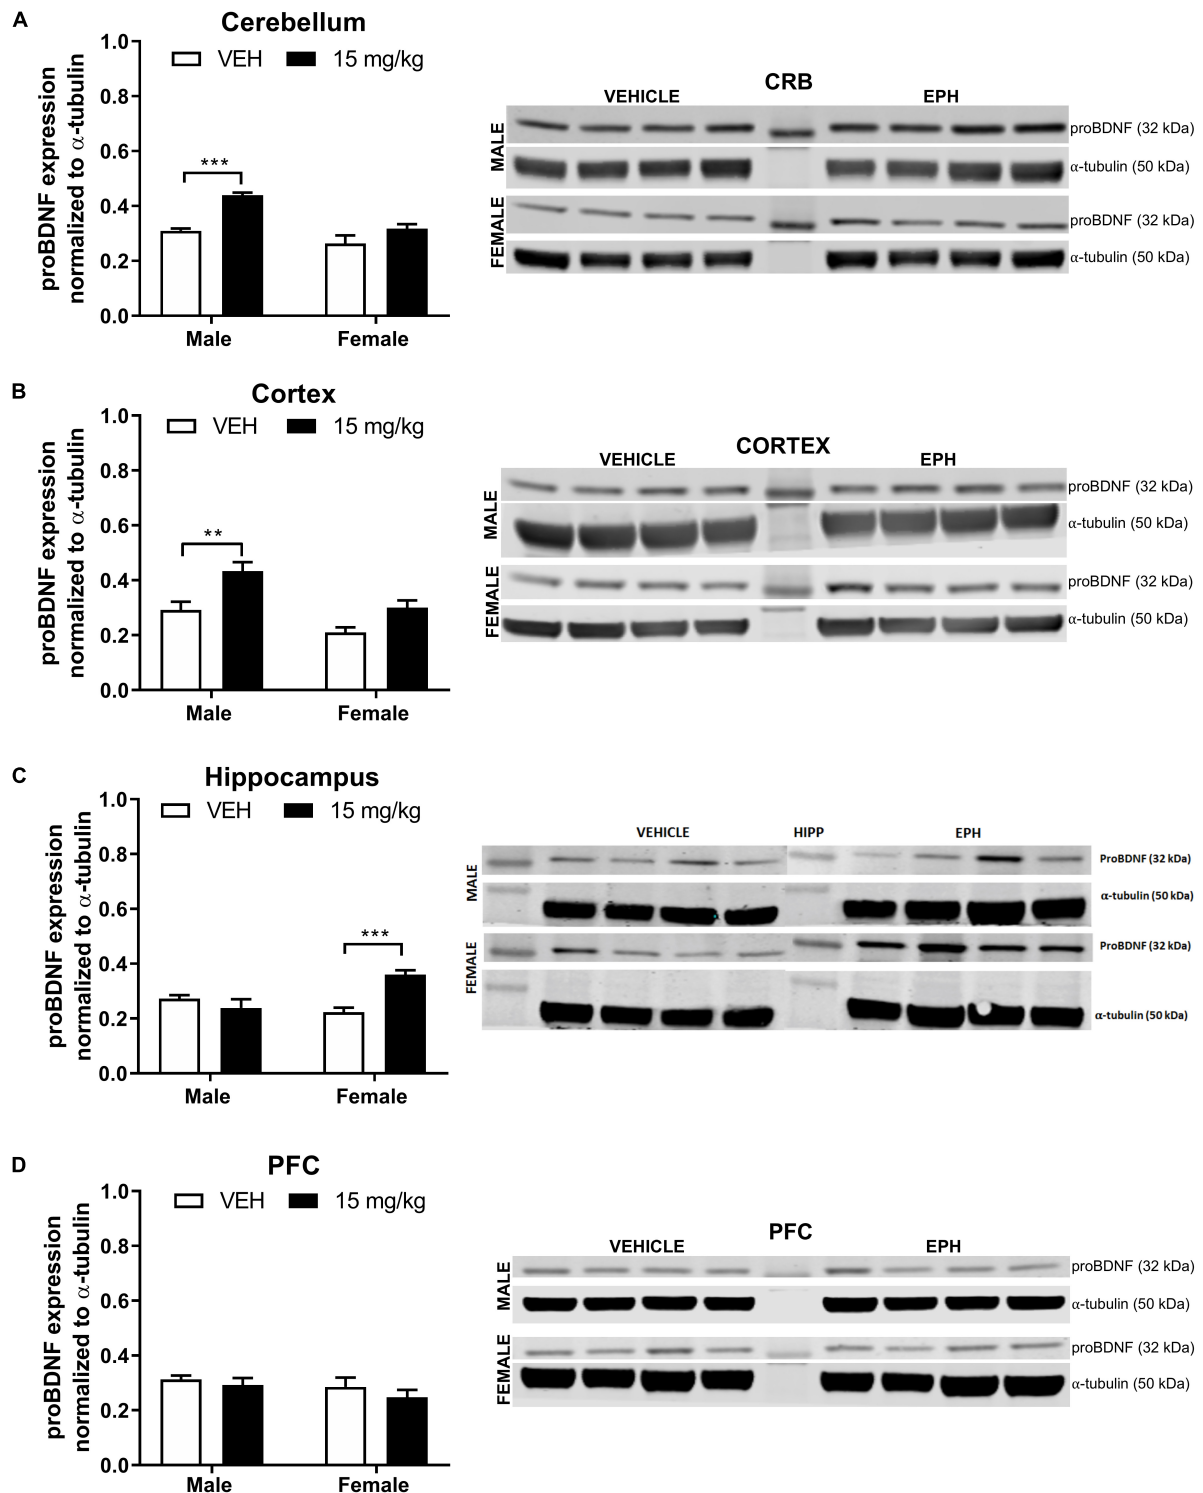 A
Cerebellum
VEH 15 mg/kg
proBDNF expression
normalized to α-tubulin
1.0
0.8
0.6
0.4
0.2
0.0
***
Male Female
CRB
VEHICLE EPH
MALE
proBDNF (32 kDa)
α-tubulin (50 kDa)
FEMALE
proBDNF (32 kDa)
α-tubulin (50 kDa)
B
Cortex
VEH 15 mg/kg
proBDNF expression
normalized to α-tubulin
1.0
0.8
0.6
0.4
0.2
0.0
**
Male Female
CORTEX
VEHICLE EPH
MALE
proBDNF (32 kDa)
α-tubulin (50 kDa)
FEMALE
proBDNF (32 kDa)
α-tubulin (50 kDa)
C
Hippocampus
VEH 15 mg/kg
proBDNF expression
normalized to α-tubulin
1.0
0.8
0.6
0.4
0.2
0.0
***
Male Female
VEHICLE HIPP EPH
MALE
ProBDNF (32 kDa)
α-tubulin (50 kDa)
FEMALE
ProBDNF (32 kDa)
α-tubulin (50 kDa)
D
PFC
VEH 15 mg/kg
proBDNF expression
normalized to α-tubulin
1.0
0.8
0.6
0.4
0.2
0.0
Male Female
PFC
VEHICLE EPH
MALE
proBDNF (32 kDa)
α-tubulin (50 kDa)
FEMALE
proBDNF (32 kDa)
α-tubulin (50 kDa)